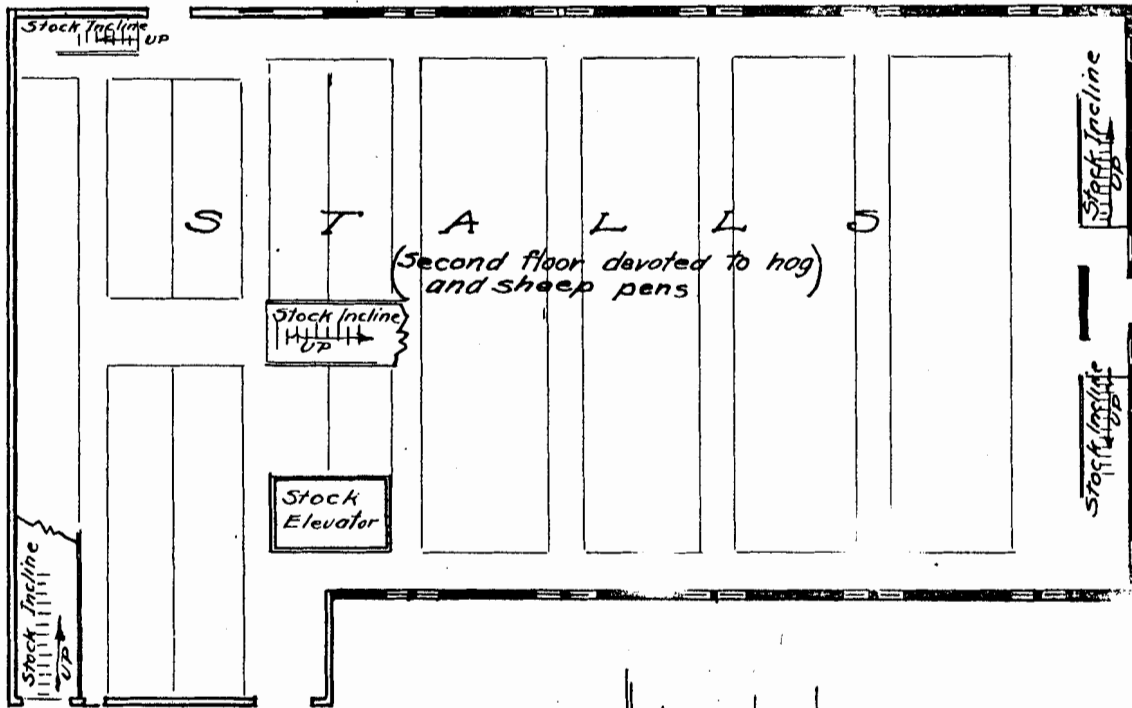 Stock Incline
UP
Stock Incline
UP
S T A L L S
(Second floor devoted to hog)
and sheep pens
Stock Incline
UP
Stock
Elevator
Stock Incline
UP
Stock Incline
UP